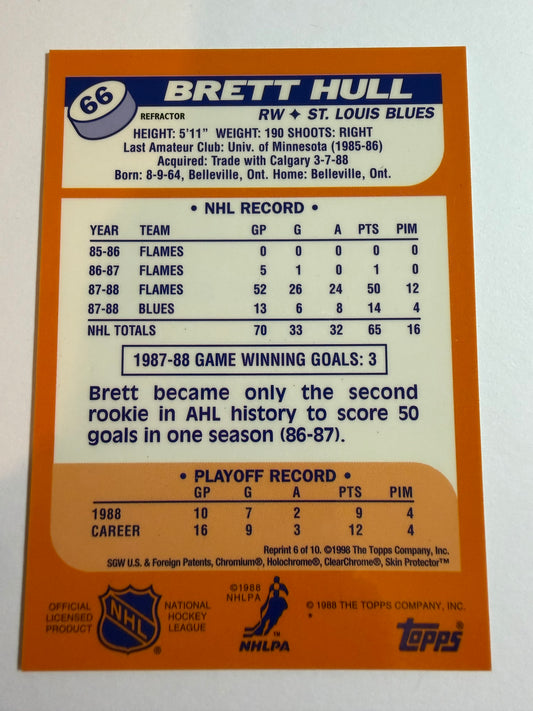 66
BRETT HULL
REFRACTOR
RW ✦ ST. LOUIS BLUES
HEIGHT: 5'11" WEIGHT: 190 SHOOTS: RIGHT
Last Amateur Club: Univ. of Minnesota (1985-86)
Acquired: Trade with Calgary 3-7-88
Born: 8-9-64, Belleville, Ont. Home: Belleville, Ont.
• NHL RECORD •
YEAR TEAM GP G A PTS PIM
85-86 FLAMES 0 0 0 0 0
86-87 FLAMES 5 1 0 1 0
87-88 FLAMES 52 26 24 50 12
87-88 BLUES 13 6 8 14 4
NHL TOTALS 70 33 32 65 16
1987-88 GAME WINNING GOALS: 3
Brett became only the second
rookie in AHL history to score 50
goals in one season (86-87).
• PLAYOFF RECORD •
GP G A PTS PIM
1988 10 7 2 9 4
CAREER 16 9 3 12 4
Reprint 6 of 10. ©1998 The Topps Company, Inc.
SGW U.S. & Foreign Patents, Chromium®, Holochrome®, ClearChrome®, Skin Protector™
OFFICIAL
LICENSED
PRODUCT
NHL
®
NATIONAL
HOCKEY
LEAGUE
©1988
NHLPA
™
NHLPA
© 1988 THE TOPPS COMPANY, INC.
*
topps®